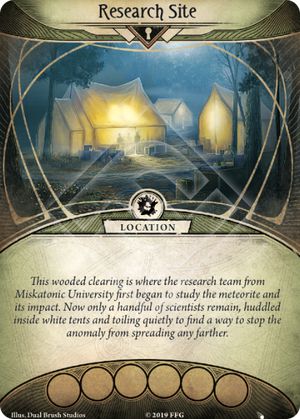 Research Site
LOCATION
This wooded clearing is where the research team from
Miskatonic University first began to study the meteorite and
its impact. Now only a handful of scientists remain, huddled
inside white tents and toiling quietly to find a way to stop the
anomaly from spreading any farther.
Illus. Dual Brush Studios
© 2019 FFG